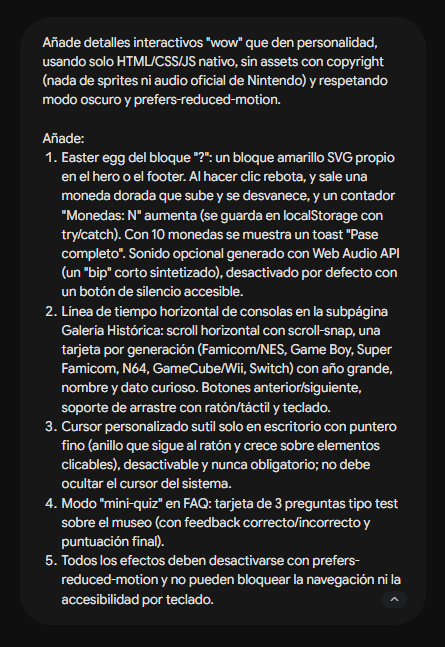 Añade detalles interactivos "wow" que den personalidad,
usando solo HTML/CSS/JS nativo, sin assets con copyright
(nada de sprites ni audio oficial de Nintendo) y respetando
modo oscuro y prefers-reduced-motion.
Añade:
1. Easter egg del bloque "?": un bloque amarillo SVG propio
en el hero o el footer. Al hacer clic rebota, y sale una
moneda dorada que sube y se desvanece, y un contador
"Monedas: N" aumenta (se guarda en localStorage con
try/catch). Con 10 monedas se muestra un toast "Pase
completo". Sonido opcional generado con Web Audio API
(un "bip" corto sintetizado), desactivado por defecto con
un botón de silencio accesible.
2. Línea de tiempo horizontal de consolas en la subpágina
Galería Histórica: scroll horizontal con scroll-snap, una
tarjeta por generación (Famicom/NES, Game Boy, Super
Famicom, N64, GameCube/Wii, Switch) con año grande,
nombre y dato curioso. Botones anterior/siguiente,
soporte de arrastre con ratón/táctil y teclado.
3. Cursor personalizado sutil solo en escritorio con puntero
fino (anillo que sigue al ratón y crece sobre elementos
clicables), desactivable y nunca obligatorio; no debe
ocultar el cursor del sistema.
4. Modo "mini-quiz" en FAQ: tarjeta de 3 preguntas tipo test
sobre el museo (con feedback correcto/incorrecto y
puntuación final).
5. Todos los efectos deben desactivarse con prefers-
reduced-motion y no pueden bloquear la navegación ni la
accesibilidad por teclado.